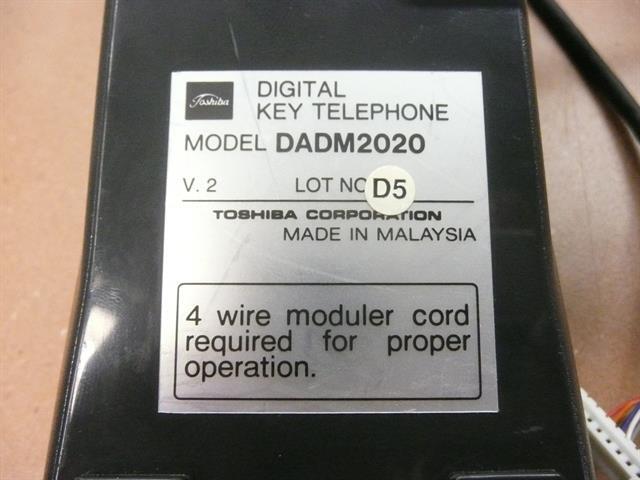 Toshiba
DIGITAL
KEY TELEPHONE
MODEL DADM2020
V. 2 LOT NO D5
TOSHIBA CORPORATION
MADE IN MALAYSIA
4 wire moduler cord
required for proper
operation.